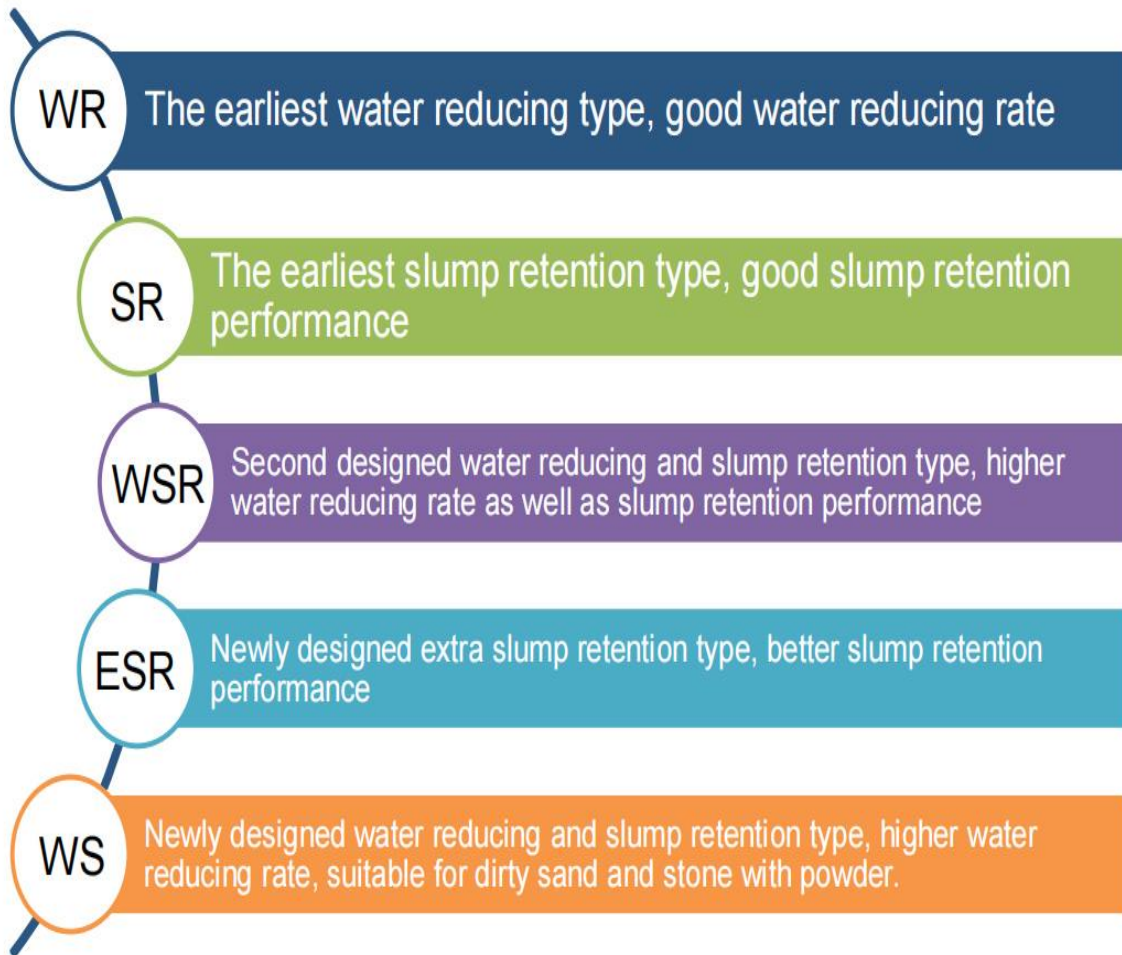 WR
The earliest water reducing type, good water reducing rate
SR
The earliest slump retention type, good slump retention
performance
WSR
Second designed water reducing and slump retention type, higher
water reducing rate as well as slump retention performance
ESR
Newly designed extra slump retention type, better slump retention
performance
WS
Newly designed water reducing and slump retention type, higher water
reducing rate, suitable for dirty sand and stone with powder.